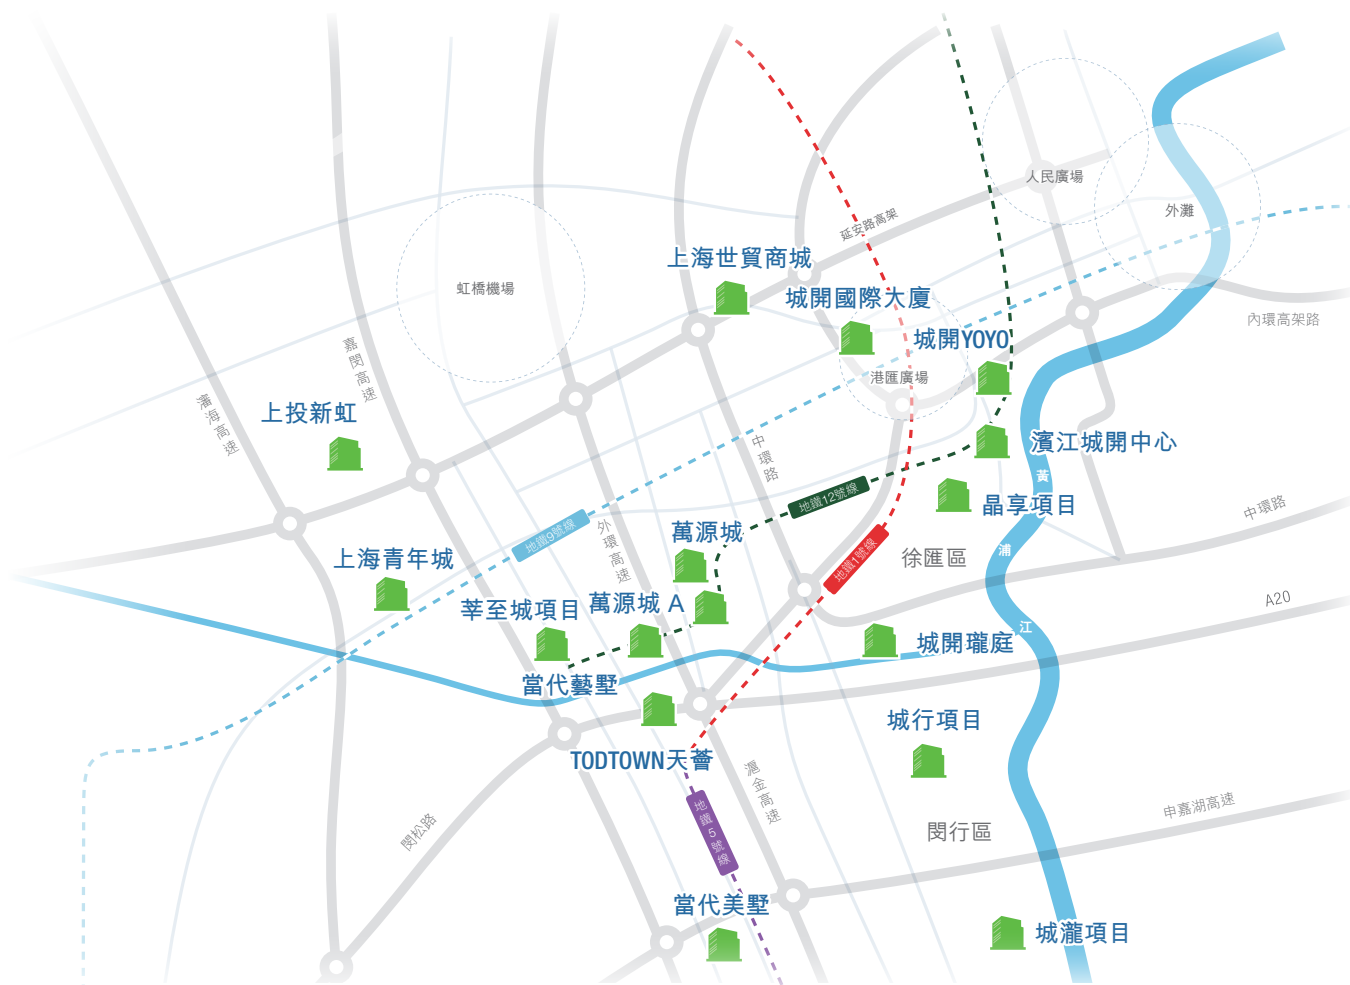 人民廣場
外灘
延安路高架
上海世貿商城
虹橋機場
城開國際大廈
內環高架路
城開YOYO
嘉閔高速
港匯廣場
瀋海高速
上投新虹
中環路
濱江城開中心
黃浦江
地鐵12號線
晶享項目
中環路
地鐵9號線
外環高速
萬源城
上海青年城
地鐵1號線
徐匯區
莘至城項目
萬源城 A
A20
城開瓏庭
當代藝墅
城行項目
TODTOWN天薈
滬金高速
地鐵5號線
申嘉湖高速
閔松路
閔行區
當代美墅
城瀧項目